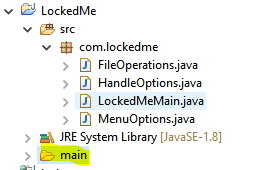 LockedMe
src
com.lockedme
FileOperations.java
HandleOptions.java
LockedMeMain.java
MenuOptions.java
JRE System Library [JavaSE-1.8]
main